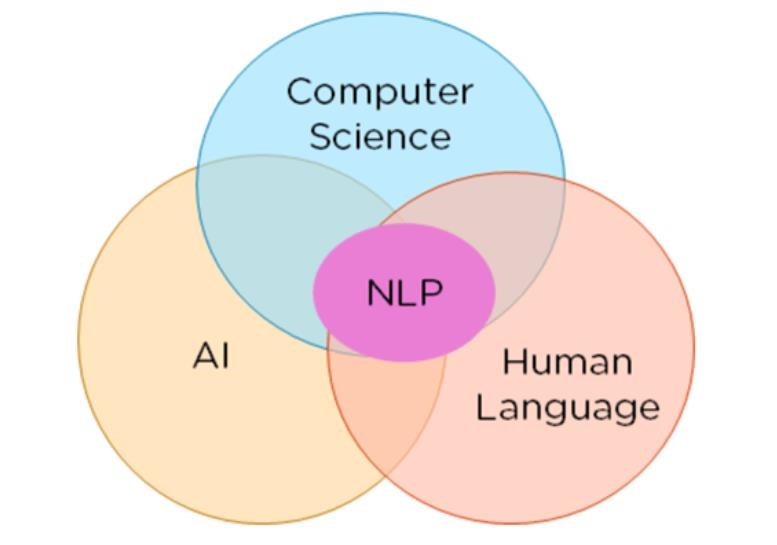 Computer
Science
NLP
AI
Human
Language